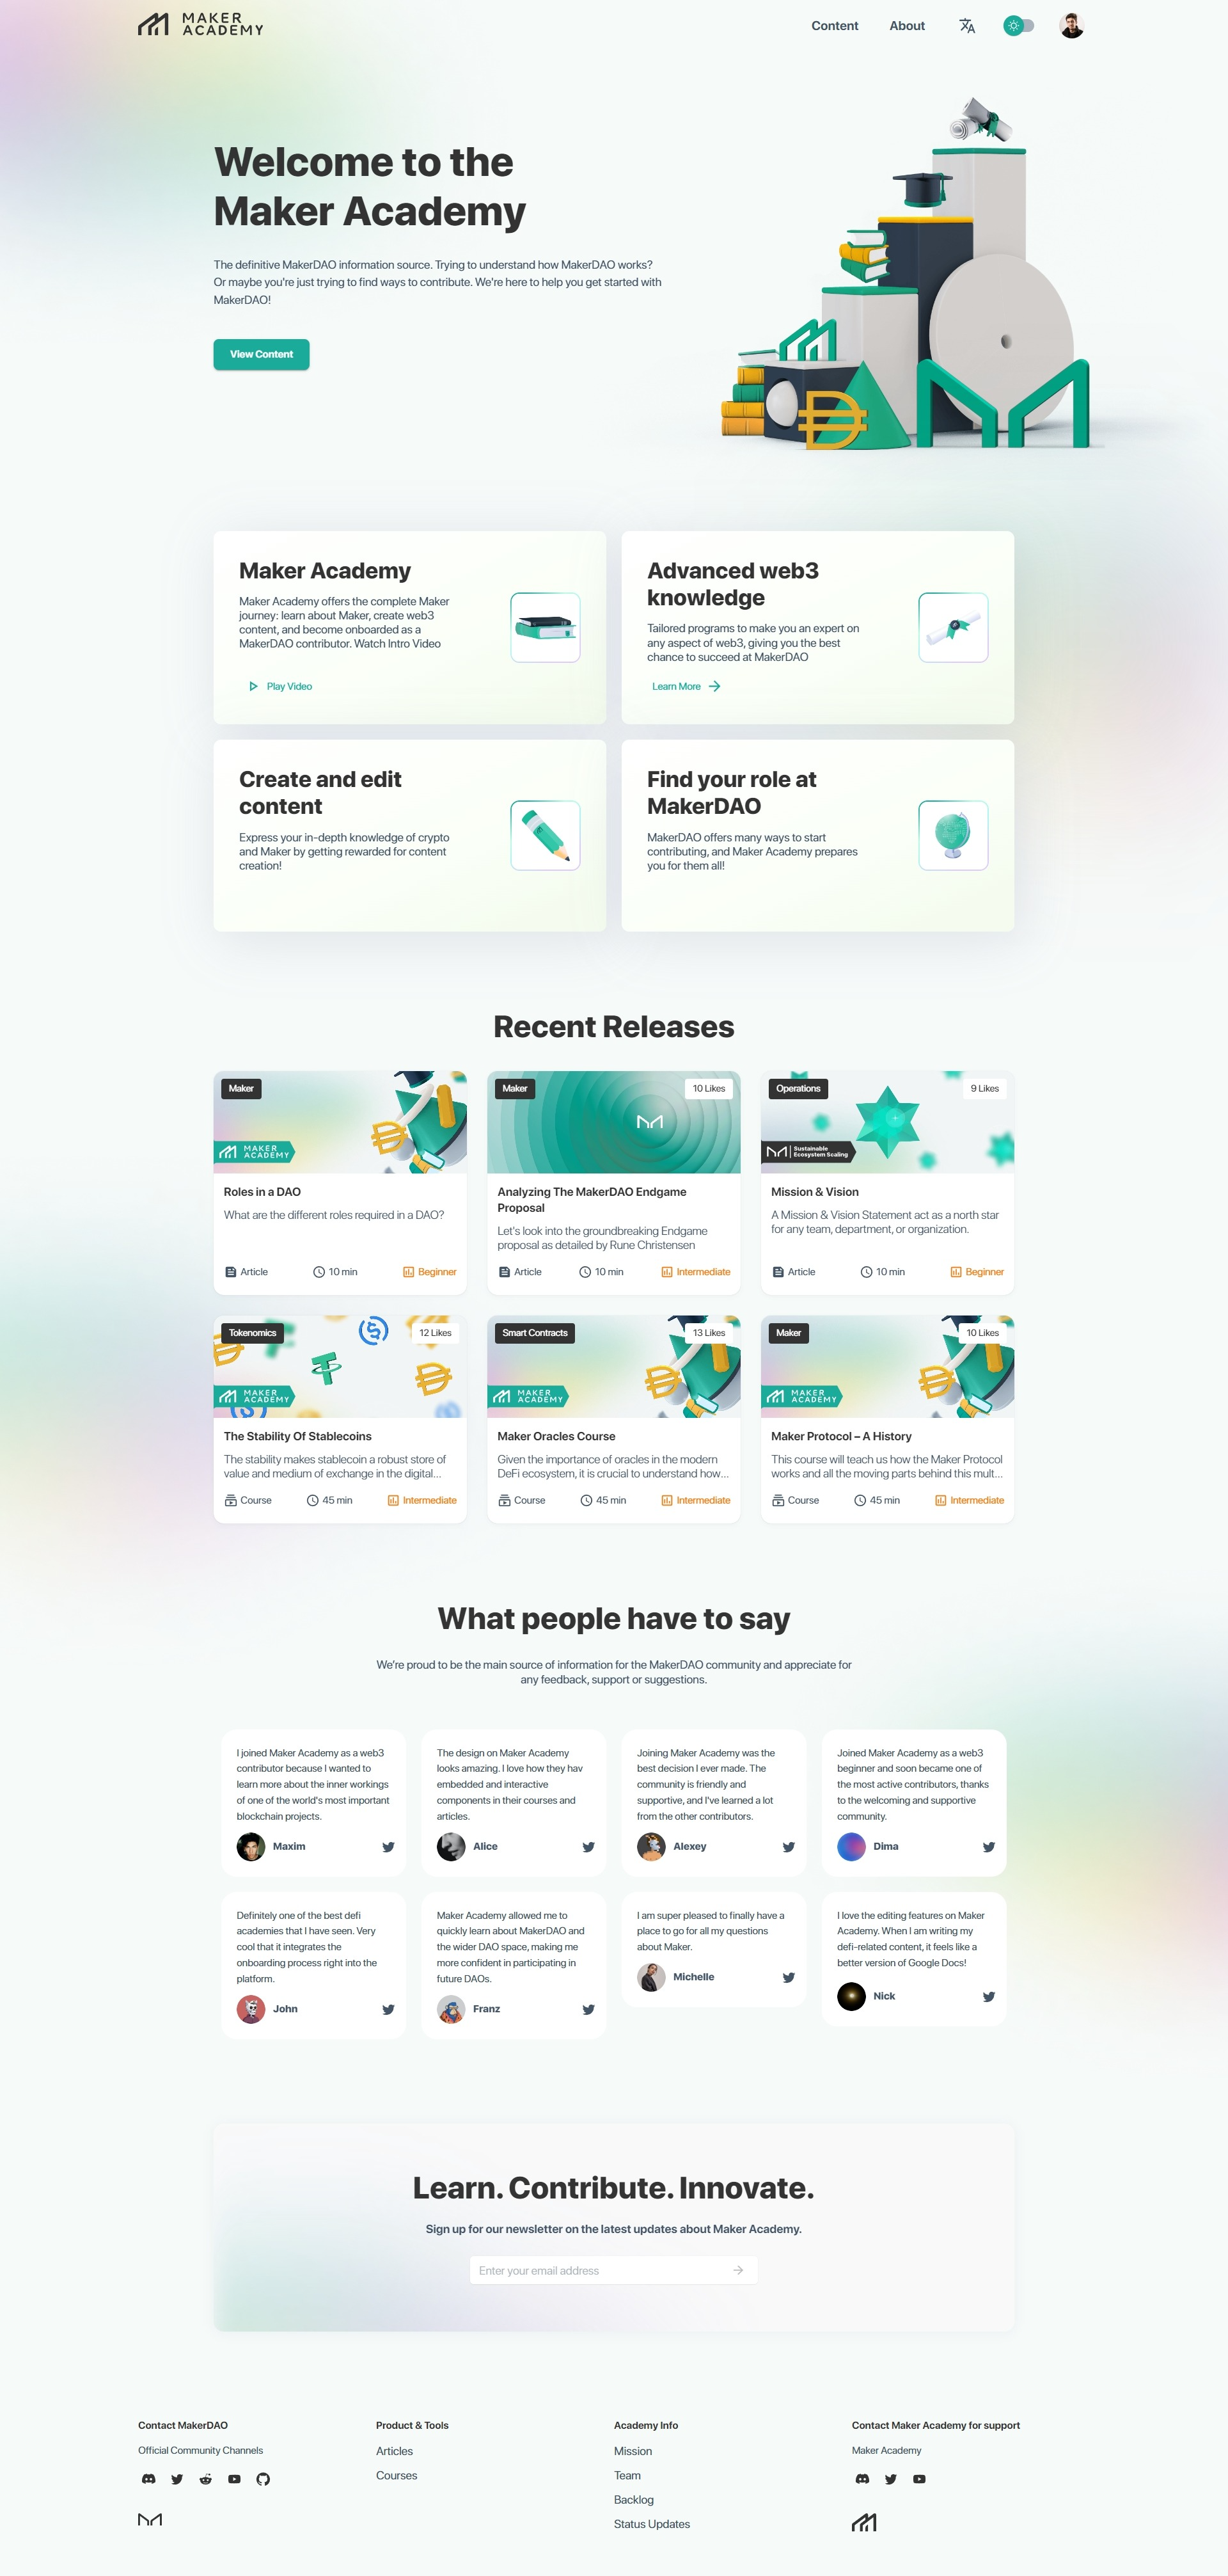 MAKER
ACADEMY
Content
About
Welcome to the
Maker Academy
The definitive MakerDAO information source. Trying to understand how MakerDAO works?
Or maybe you're just trying to find ways to contribute. We're here to help you get started with
MakerDAO!
View Content
Maker Academy
Maker Academy offers the complete Maker
journey: learn about Maker, create web3
content, and become onboarded as a
MakerDAO contributor. Watch Intro Video
Play Video
Advanced web3
knowledge
Tailored programs to make you an expert on
any aspect of web3, giving you the best
chance to succeed at MakerDAO
Learn More
Create and edit
content
Express your in-depth knowledge of crypto
and Maker by getting rewarded for content
creation!
Find your role at
MakerDAO
MakerDAO offers many ways to start
contributing, and Maker Academy prepares
you for them all!
Recent Releases
Maker
MAKER
ACADEMY
Roles in a DAO
What are the different roles required in a DAO?
Article
10 min
Beginner
Maker
10 Likes
Analyzing The MakerDAO Endgame
Proposal
Let's look into the groundbreaking Endgame
proposal as detailed by Rune Christensen
Article
10 min
Intermediate
Operations
9 Likes
Sustainable
Ecosystem Scaling
Mission & Vision
A Mission & Vision Statement act as a north star
for any team, department, or organization.
Article
10 min
Beginner
Tokenomics
12 Likes
MAKER
ACADEMY
The Stability Of Stablecoins
The stability makes stablecoin a robust store of
value and medium of exchange in the digital...
Course
45 min
Intermediate
Smart Contracts
13 Likes
MAKER
ACADEMY
Maker Oracles Course
Given the importance of oracles in the modern
DeFi ecosystem, it is crucial to understand how...
Course
45 min
Intermediate
Maker
10 Likes
MAKER
ACADEMY
Maker Protocol – A History
This course will teach us how the Maker Protocol
works and all the moving parts behind this mult...
Course
45 min
Intermediate
What people have to say
We're proud to be the main source of information for the MakerDAO community and appreciate for
any feedback, support or suggestions.
I joined Maker Academy as a web3
contributor because I wanted to
learn more about the inner workings
of one of the world's most important
blockchain projects.
Maxim
The design on Maker Academy
looks amazing. I love how they hav
embedded and interactive
components in their courses and
articles.
Alice
Joining Maker Academy was the
best decision I ever made. The
community is friendly and
supportive, and I've learned a lot
from the other contributors.
Alexey
Joined Maker Academy as a web3
beginner and soon became one of
the most active contributors, thanks
to the welcoming and supportive
community.
Dima
Definitely one of the best defi
academies that I have seen. Very
cool that it integrates the
onboarding process right into the
platform.
John
Maker Academy allowed me to
quickly learn about MakerDAO and
the wider DAO space, making me
more confident in participating in
future DAOs.
Franz
I am super pleased to finally have a
place to go for all my questions
about Maker.
Michelle
I love the editing features on Maker
Academy. When I am writing my
defi-related content, it feels like a
better version of Google Docs!
Nick
Learn. Contribute. Innovate.
Sign up for our newsletter on the latest updates about Maker Academy.
Enter your email address
Contact MakerDAO
Official Community Channels
Product & Tools
Articles
Courses
Academy Info
Mission
Team
Backlog
Status Updates
Contact Maker Academy for support
Maker Academy